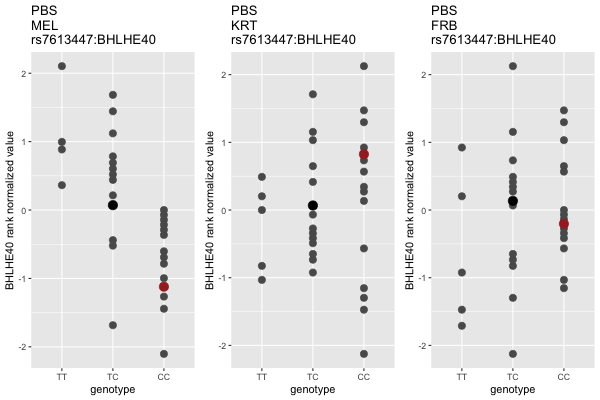 PBS
MEL
rs7613447:BHLHE40
BHLHE40 rank normalized value
2
1
0
-1
-2
TT
TC
CC
genotype
PBS
KRT
rs7613447:BHLHE40
BHLHE40 rank normalized value
2
1
0
-1
-2
TT
TC
CC
genotype
PBS
FRB
rs7613447:BHLHE40
BHLHE40 rank normalized value
2
1
0
-1
-2
TT
TC
CC
genotype